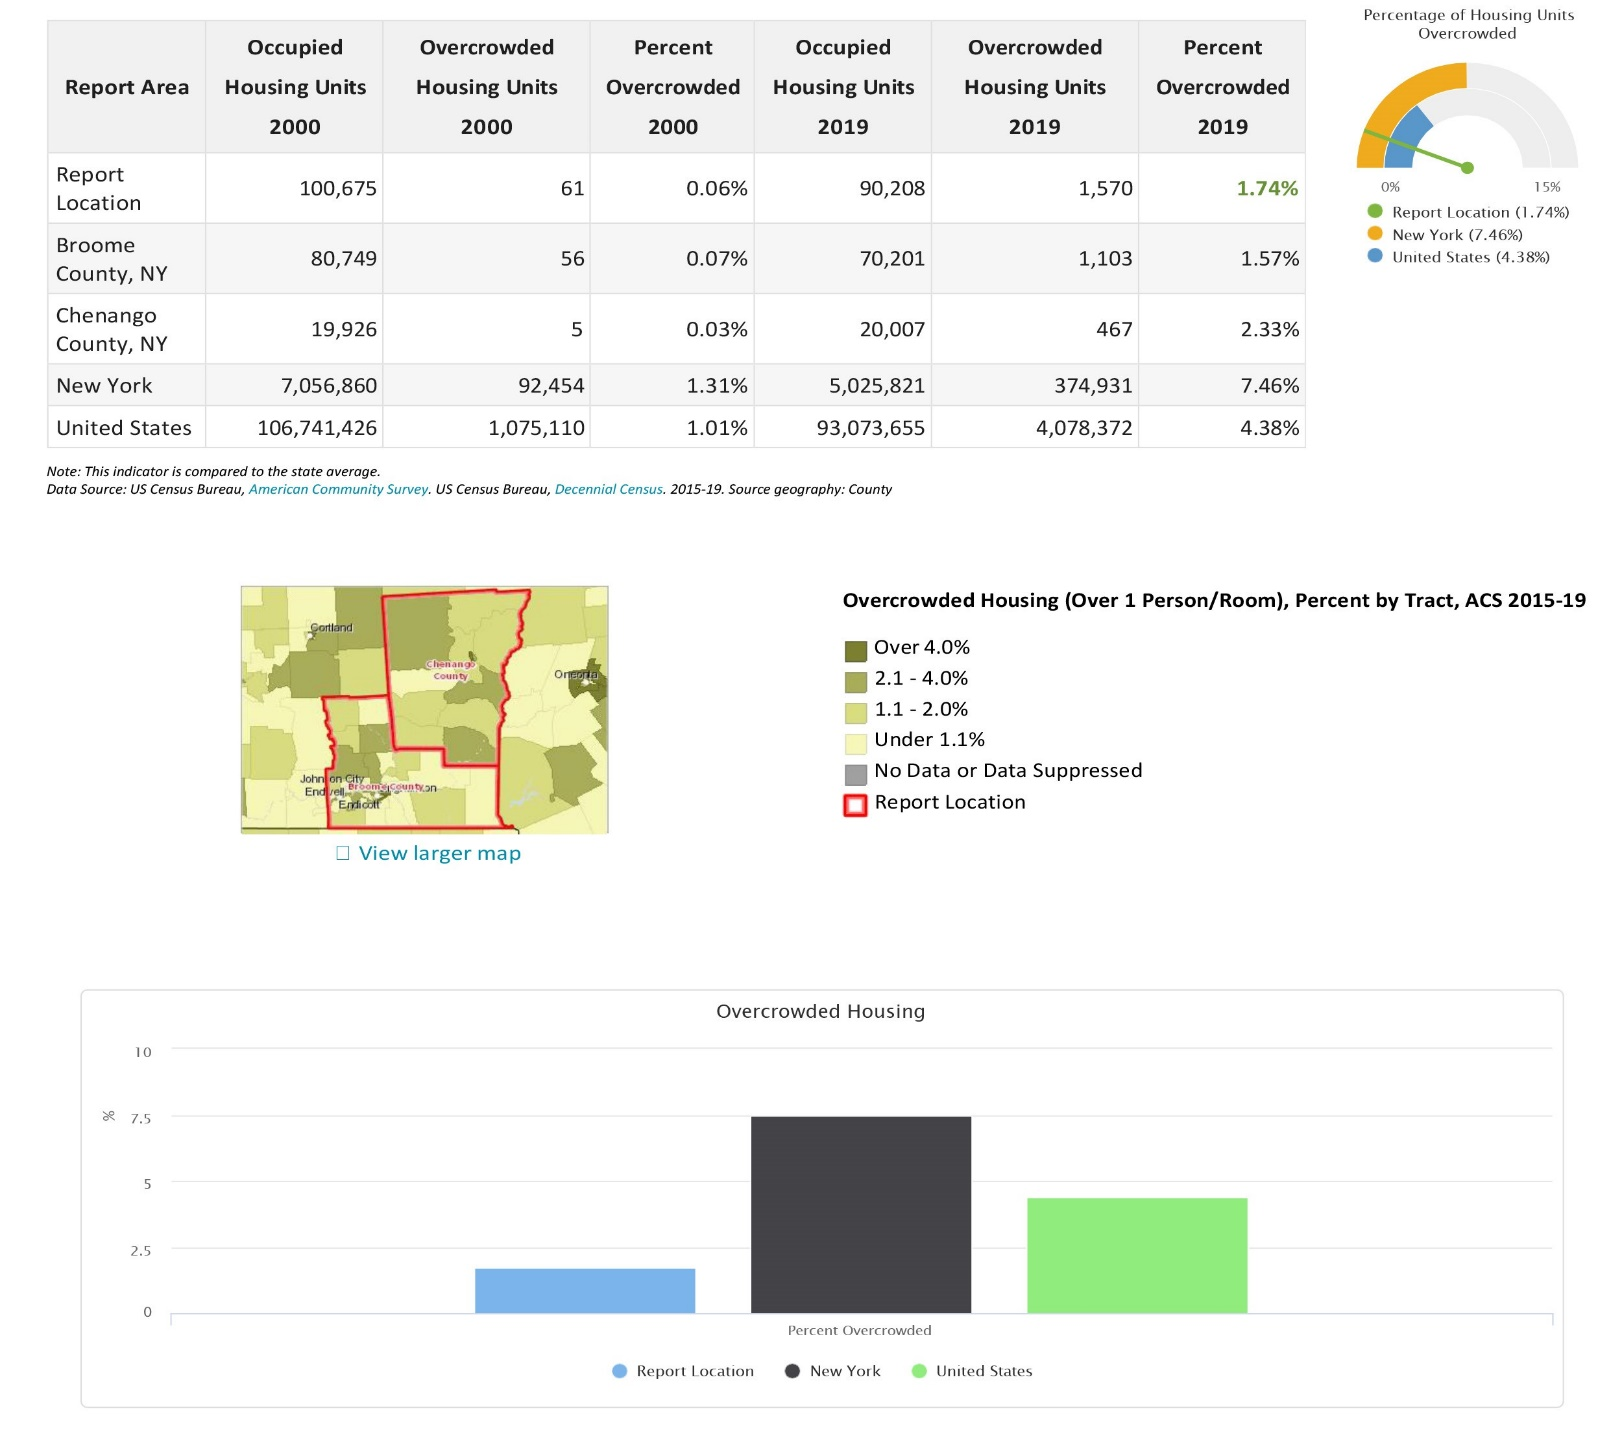 Percentage of Housing Units
Overcrowded
Report Area Occupied Housing Units 2000 Overcrowded Housing Units 2000 Percent Overcrowded 2000 Occupied Housing Units 2019 Overcrowded Housing Units 2019 Percent Overcrowded 2019
Report Location 100,675 61 0.06% 90,208 1,570 1.74%
Broome County, NY 80,749 56 0.07% 70,201 1,103 1.57%
Chenango County, NY 19,926 5 0.03% 20,007 467 2.33%
New York 7,056,860 92,454 1.31% 5,025,821 374,931 7.46%
United States 106,741,426 1,075,110 1.01% 93,073,655 4,078,372 4.38%
0% 15%
Report Location (1.74%)
New York (7.46%)
United States (4.38%)
Note: This indicator is compared to the state average.
Data Source: US Census Bureau, American Community Survey. US Census Bureau, Decennial Census. 2015-19. Source geography: County
Cortland
Chenango
County
Oneonta
Johnson City
Endwell
Broome County
Endicott
View larger map
Overcrowded Housing (Over 1 Person/Room), Percent by Tract, ACS 2015-19
Over 4.0%
2.1 - 4.0%
1.1 - 2.0%
Under 1.1%
No Data or Data Suppressed
Report Location
Overcrowded Housing
10
7.5
%
5
2.5
0
Percent Overcrowded
Report Location New York United States